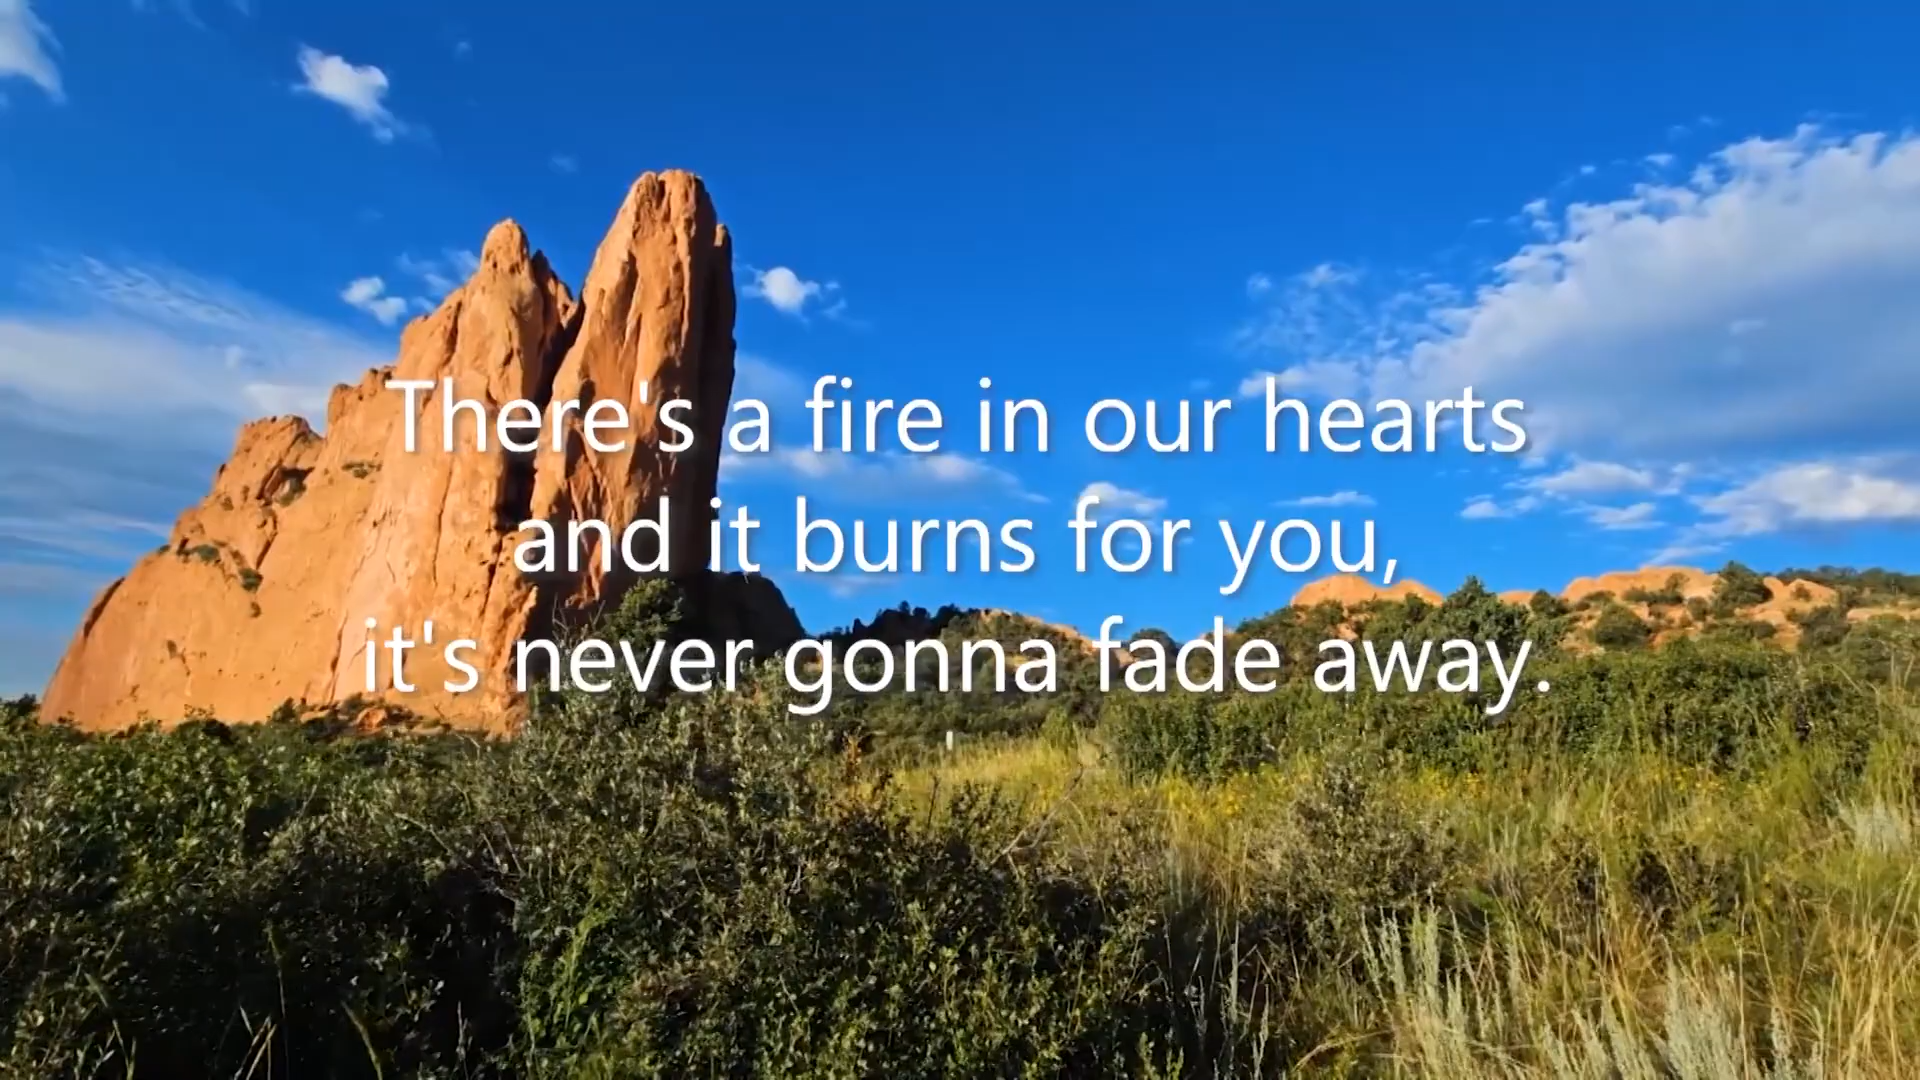 There's a fire in our hearts
and it burns for you,
it's never gonna fade away.